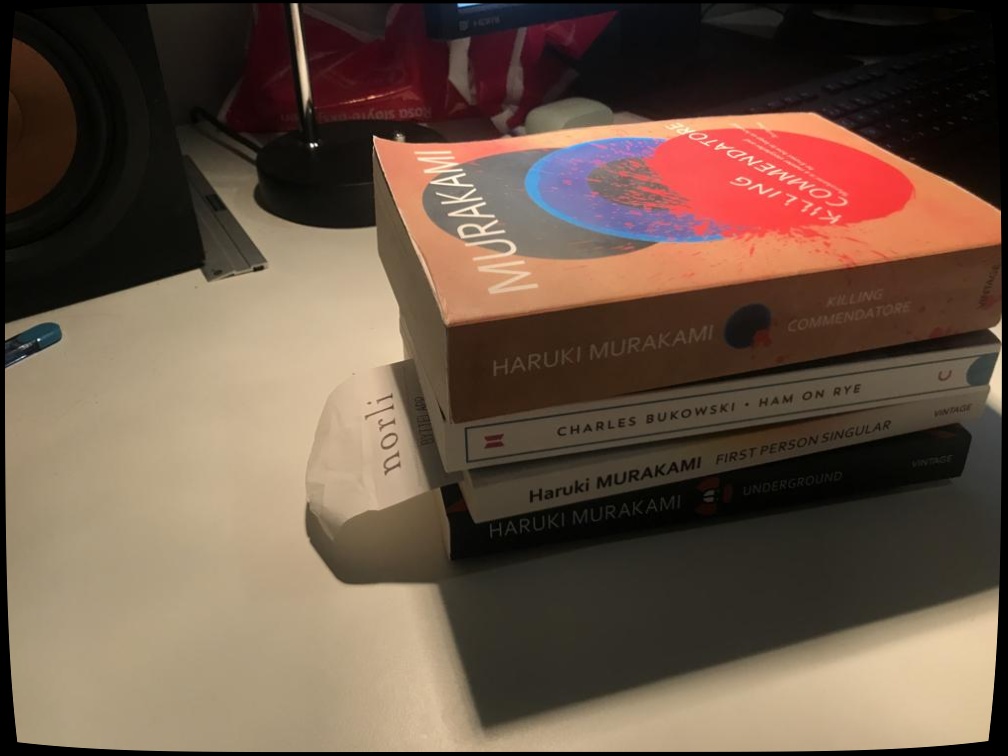 MURAKAMI
KILLING
COMMENDATORE
HARUKI MURAKAMI
KILLING
COMMENDATORE
VINTAGE
CHARLES BUKOWSKI • HAM ON RYE
Haruki MURAKAMI FIRST PERSON SINGULAR
VINTAGE
HARUKI MURAKAMI UNDERGROUND
VINTAGE
norli